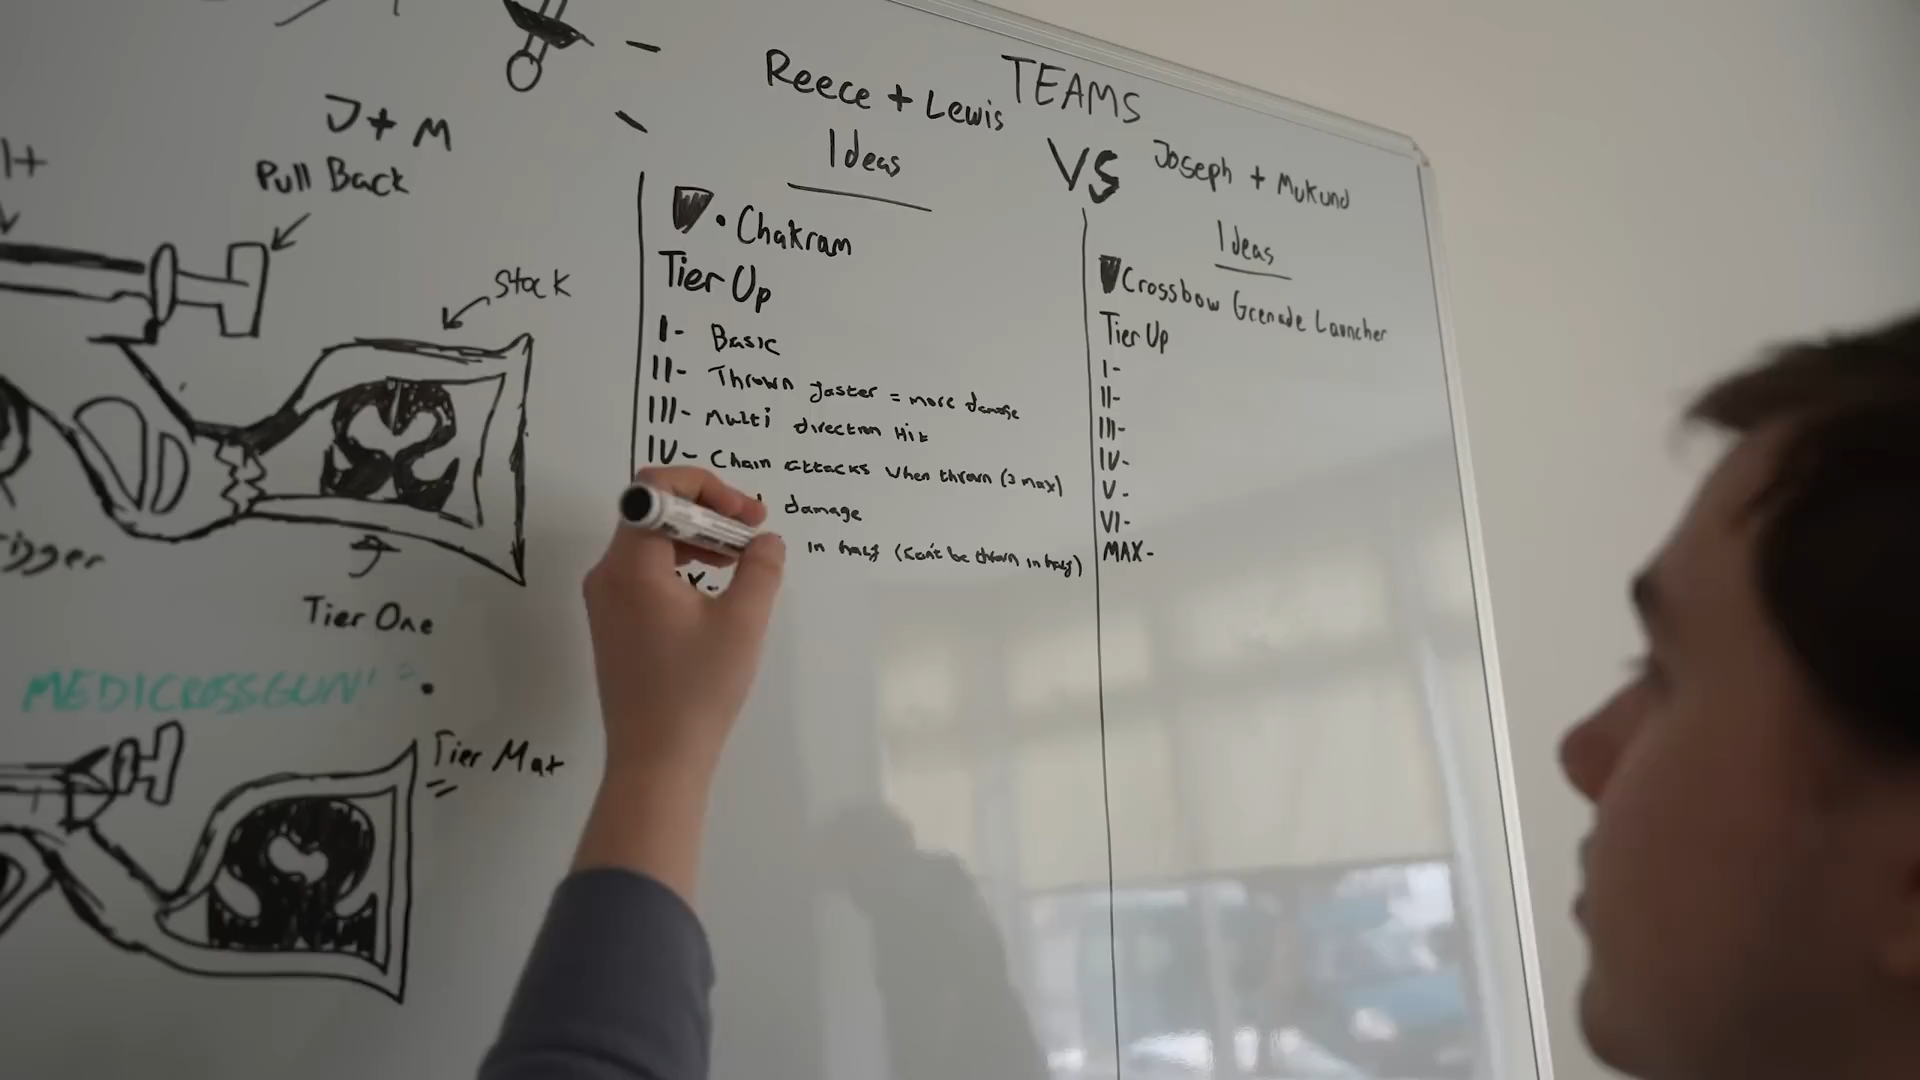 TEAMS
Reece + Lewis
VS
Joseph + Mukund
J + M
Pull Back
Stock
Tier One
MEDICROSSGUN
Tier Max
Ideas
• Chakram
Tier Up
I- Basic
II- Thrown faster = more damage
III- Multi direction Hit
IV- Chain attacks when thrown (3 max)
damage
in half (Can't be thrown in half)
Ideas
Crossbow Grenade Launcher
Tier Up
I-
II-
III-
IV-
V-
VI-
MAX-